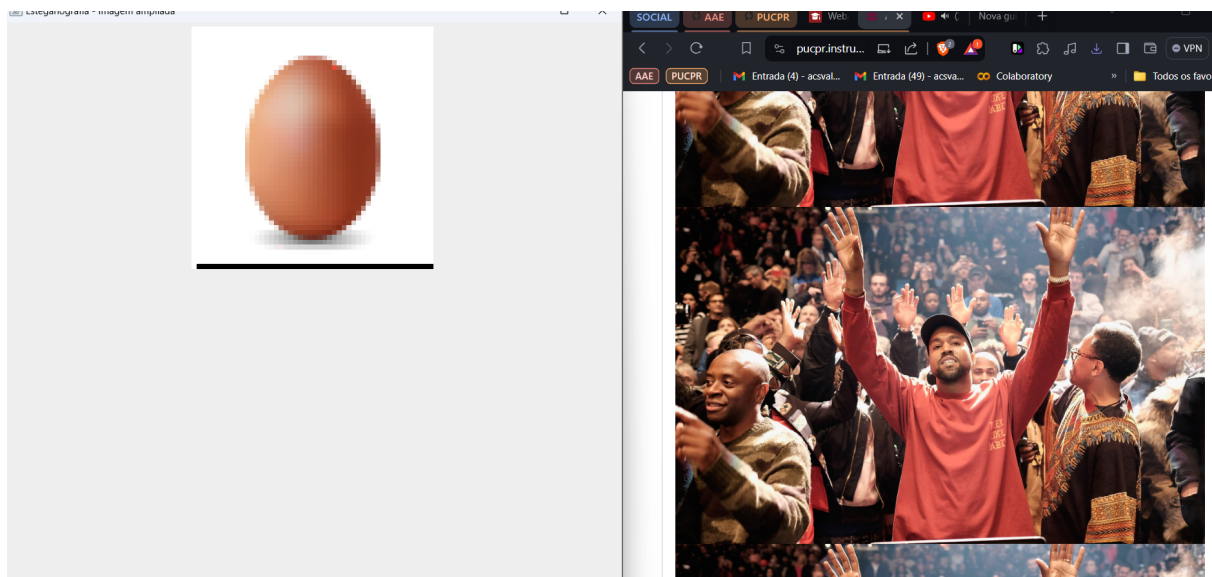 Esteganografia - Imagem ampliada
SOCIAL AAE PUCPR Web. Nova gui
pucpr.instru... VPN
AAE PUCPR Entrada (4) - acsval... Entrada (49) - acsva... Colaboratory » Todos os favo